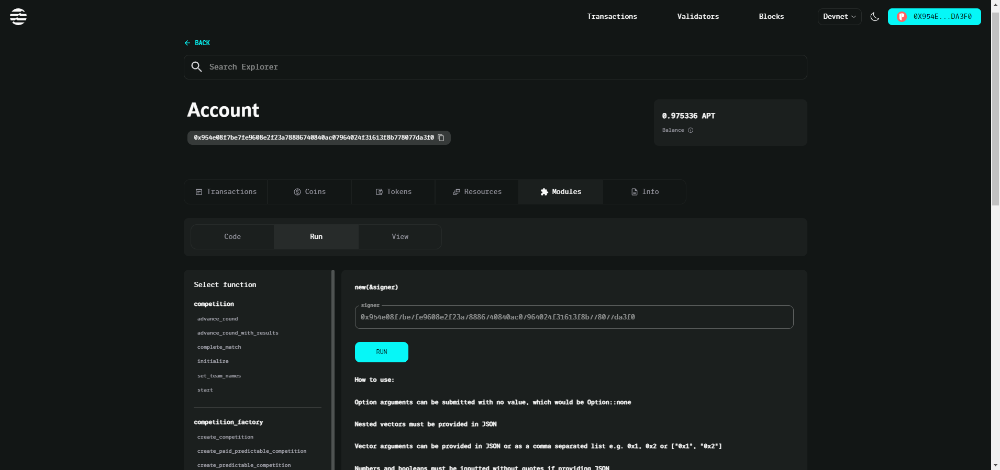 Transactions Validators Blocks Devnet 0X954E...DA3F0
BACK
Search Explorer
Account
0.975336 APT
Balance
0x954e08f7be7fe9608e2f23a78886740840ac07964024f31613f8b778077da3f0
Transactions Coins Tokens Resources Modules Info
Code Run View
Select function
competition
advance_round
advance_round_with_results
complete_match
initialize
set_team_names
start
competition_factory
create_competition
create_paid_predictable_competition
create_predictable_competition
new(&signer)
signer
0x954e08f7be7fe9608e2f23a78886740840ac07964024f31613f8b778077da3f0
RUN
How to use:
Option arguments can be submitted with no value, which would be Option::none
Nested vectors must be provided in JSON
Vector arguments can be provided in JSON or as a comma separated list e.g. 0x1, 0x2 or ["0x1", "0x2"]
Numbers and booleans must be inputted without quotes if providing JSON